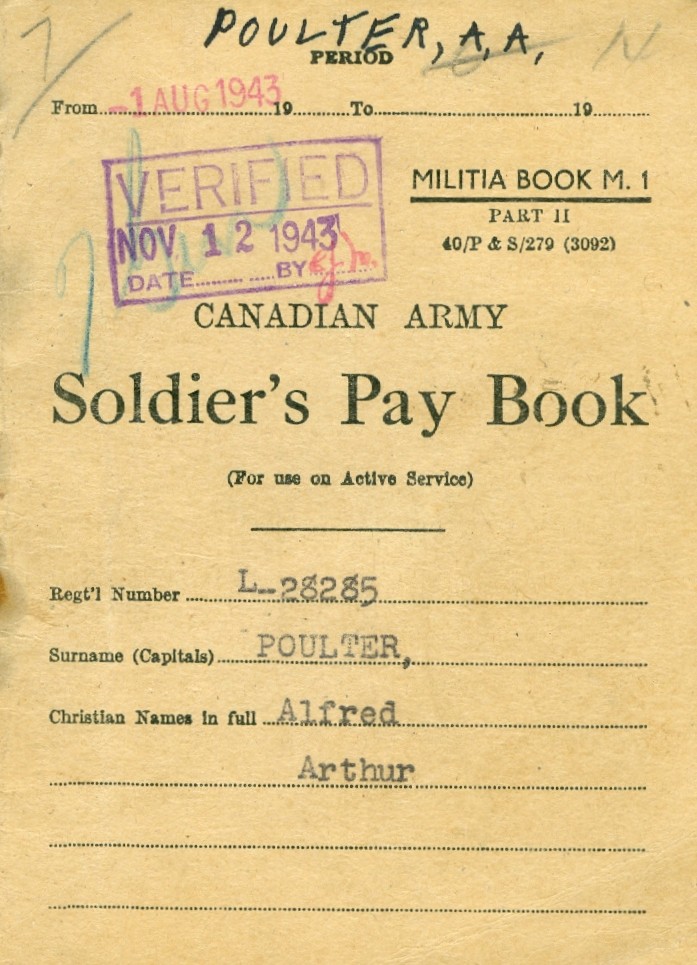 POULTER, A.A.
PERIOD
From -1 AUG 1943 19 To 19
VERIFIED
NOV 12 1943
DATE BY
MILITIA BOOK M. 1
PART II
40/P & S/279 (3092)
CANADIAN ARMY
Soldier's Pay Book
(For use on Active Service)
Regt'l Number L-28285
Surname (Capitals) POULTER,
Christian Names in full Alfred
Arthur